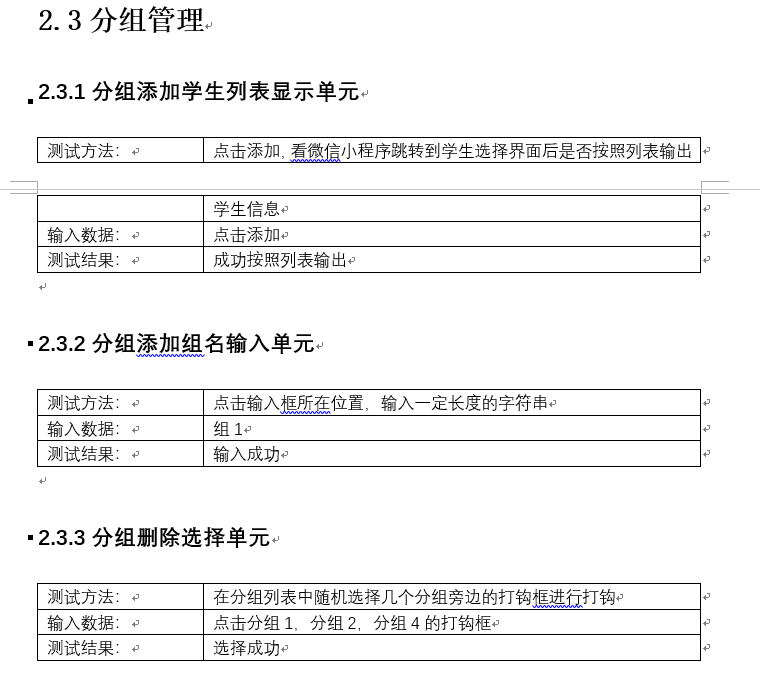 2.3 分组管理
2.3.1 分组添加学生列表显示单元
测试方法： 点击添加, 看微信小程序跳转到学生选择界面后是否按照列表输出
学生信息
输入数据： 点击添加
测试结果： 成功按照列表输出
2.3.2 分组添加组名输入单元
测试方法： 点击输入框所在位置，输入一定长度的字符串
输入数据： 组 1
测试结果： 输入成功
2.3.3 分组删除选择单元
测试方法： 在分组列表中随机选择几个分组旁边的打钩框进行打钩
输入数据： 点击分组 1，分组 2，分组 4 的打钩框
测试结果： 选择成功